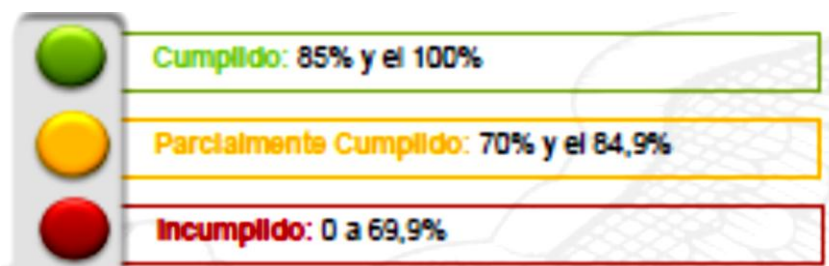 Cumplido: 85% y el 100%
Parcialmente Cumplido: 70% y el 84,9%
Incumplido: 0 a 69,9%